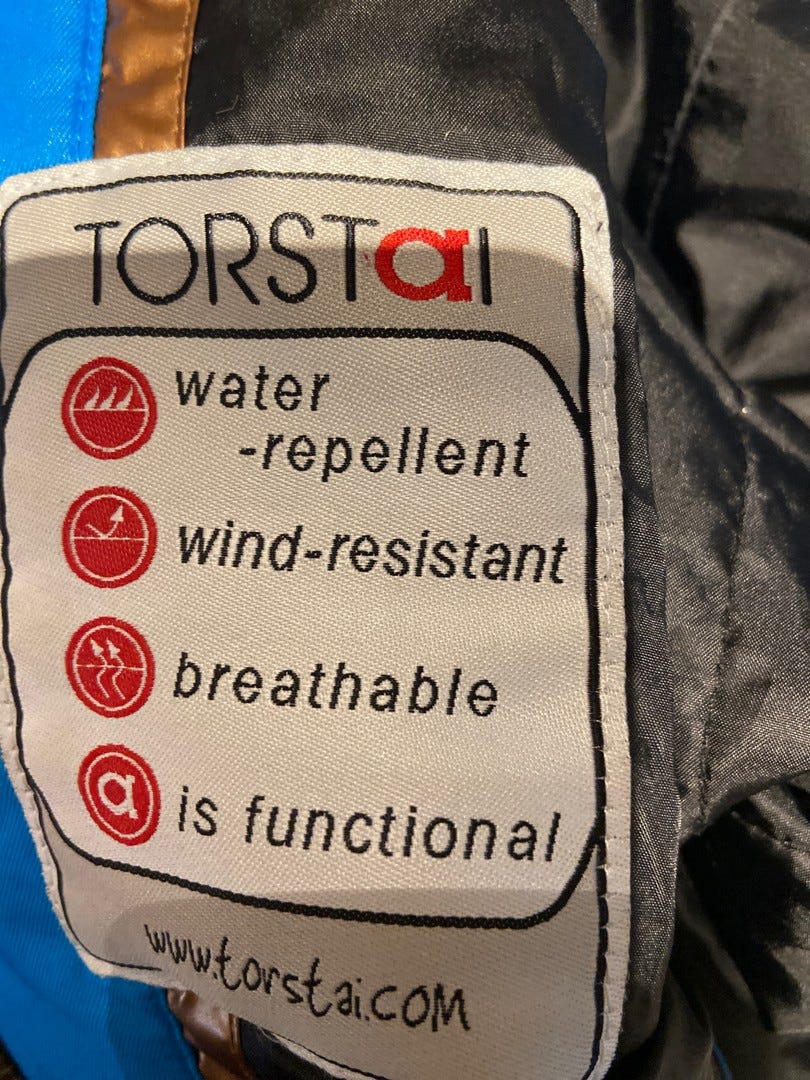 TORSTaI
water
-repellent
wind-resistant
breathable
a is functional
www.torstai.COM